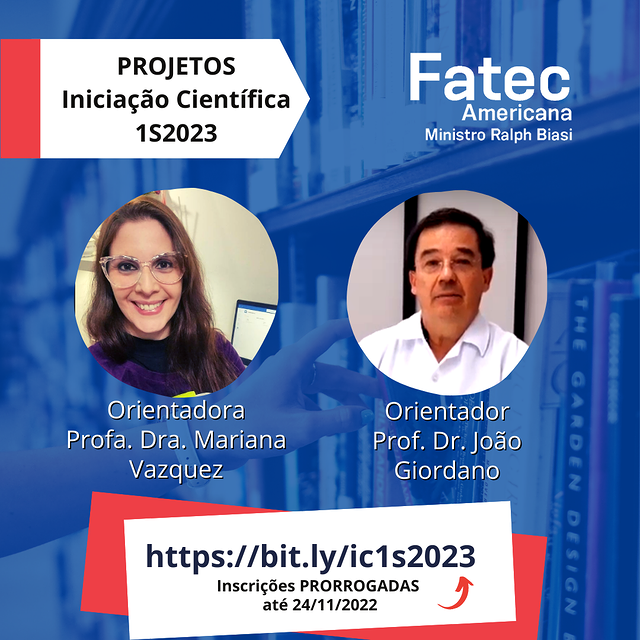 PROJETOS
Iniciação Científica
1S2023
Fatec
Americana
Ministro Ralph Biasi
Orientadora
Profa. Dra. Mariana
Vazquez
Orientador
Prof. Dr. João
Giordano
THE GARDEN DESIGN
https://bit.ly/ic1s2023
Inscrições PRORROGADAS
até 24/11/2022